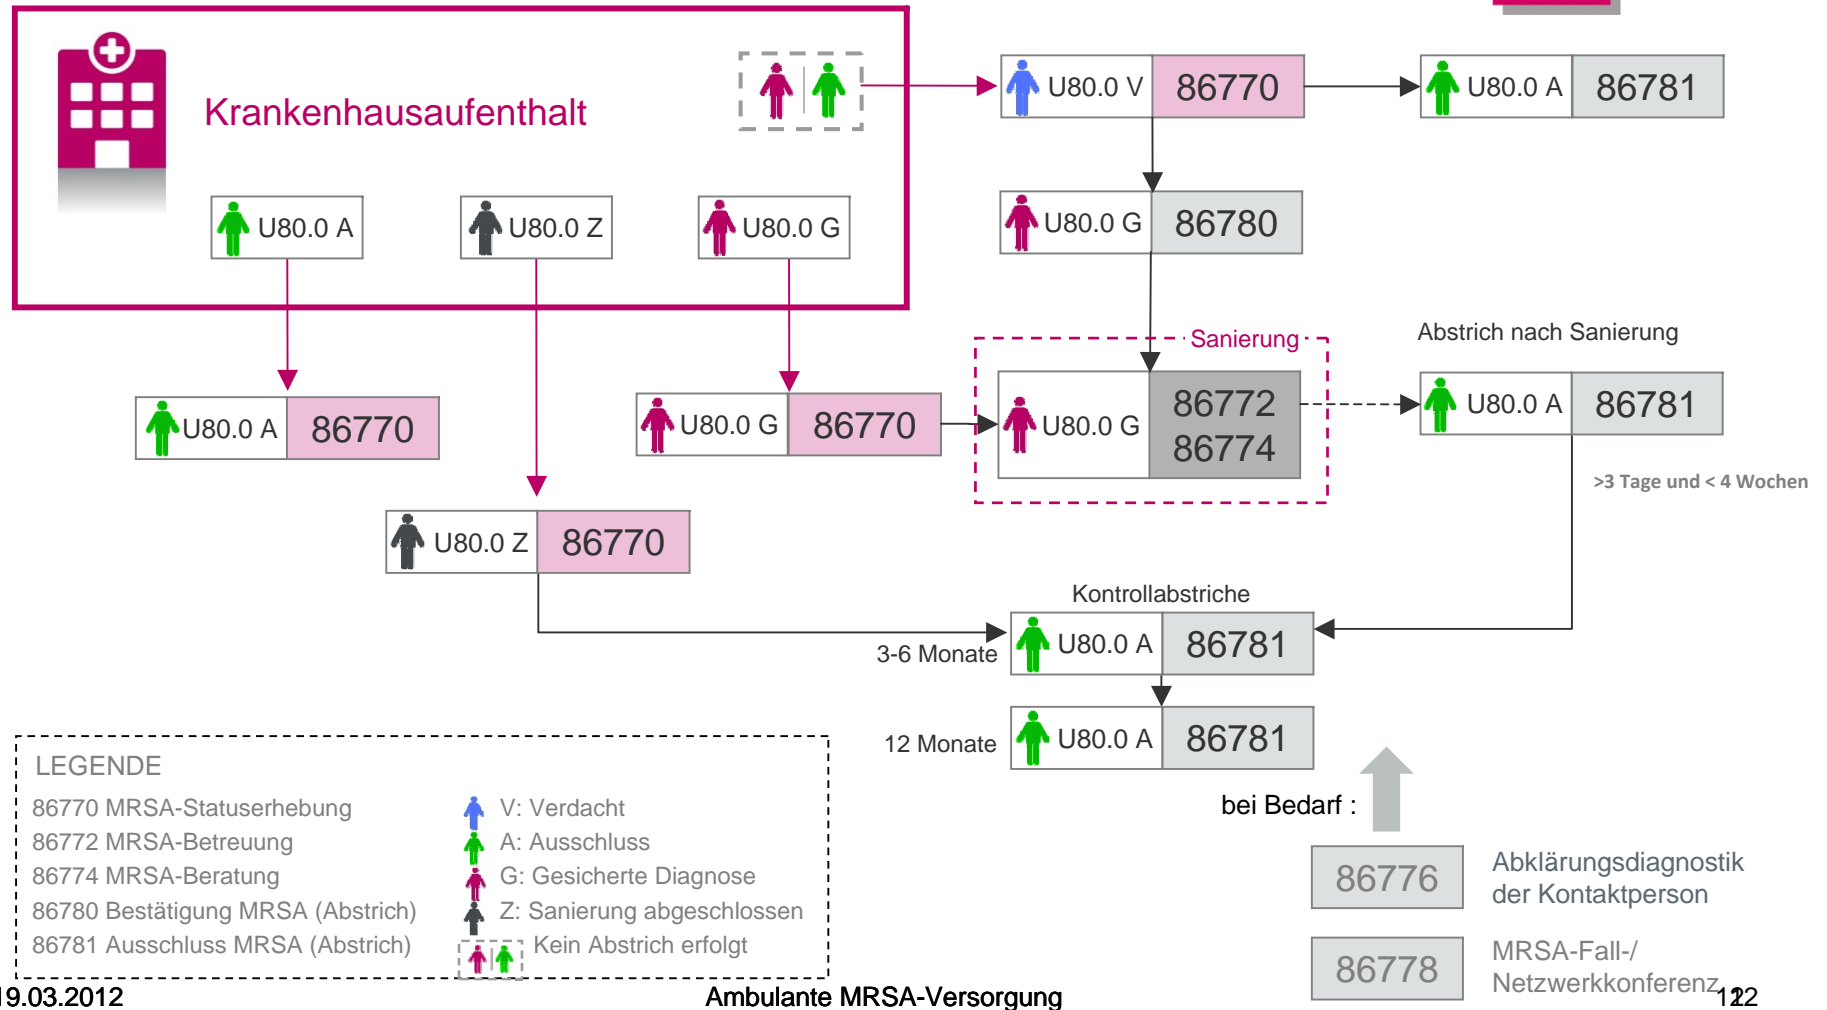 Krankenhausaufenthalt
U80.0 V 86770
U80.0 A 86781
U80.0 A
U80.0 Z
U80.0 G
U80.0 G 86780
Sanierung
Abstrich nach Sanierung
U80.0 A 86770
U80.0 G 86770
U80.0 G
86772
86774
U80.0 A 86781
>3 Tage und < 4 Wochen
U80.0 Z 86770
Kontrollabstriche
3-6 Monate
U80.0 A 86781
12 Monate
U80.0 A 86781
LEGENDE
86770 MRSA-Statuserhebung
86772 MRSA-Betreuung
86774 MRSA-Beratung
86780 Bestätigung MRSA (Abstrich)
86781 Ausschluss MRSA (Abstrich)
V: Verdacht
A: Ausschluss
G: Gesicherte Diagnose
Z: Sanierung abgeschlossen
Kein Abstrich erfolgt
bei Bedarf :
86776
Abklärungsdiagnostik
der Kontaktperson
86778
MRSA-Fall-/
Netzwerkkonferenz
19.03.2012
Ambulante MRSA-Versorgung